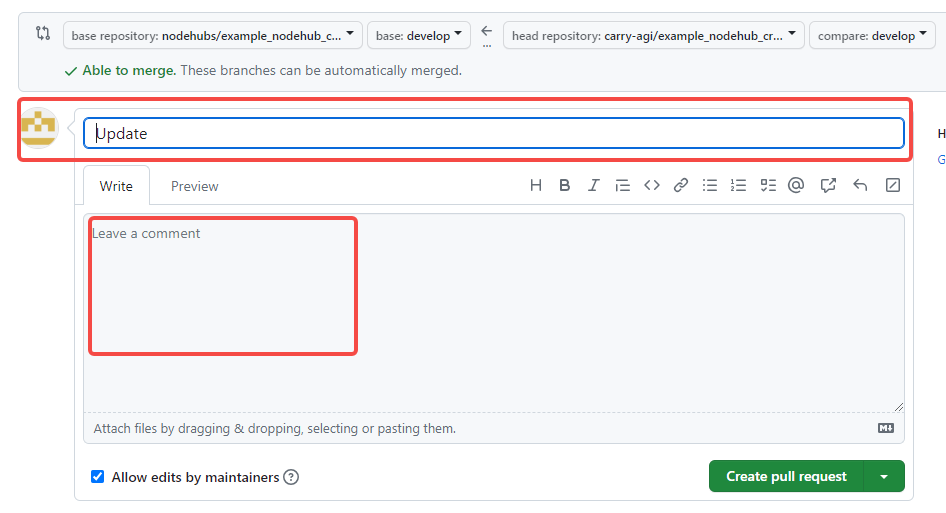 base repository: nodehubs/example_nodehub_c... base: develop ... head repository: carry-agi/example_nodehub_cr... compare: develop
Able to merge. These branches can be automatically merged.
Update
H
G
Write Preview H B I @
Leave a comment
Attach files by dragging & dropping, selecting or pasting them.
Allow edits by maintainers ? Create pull request